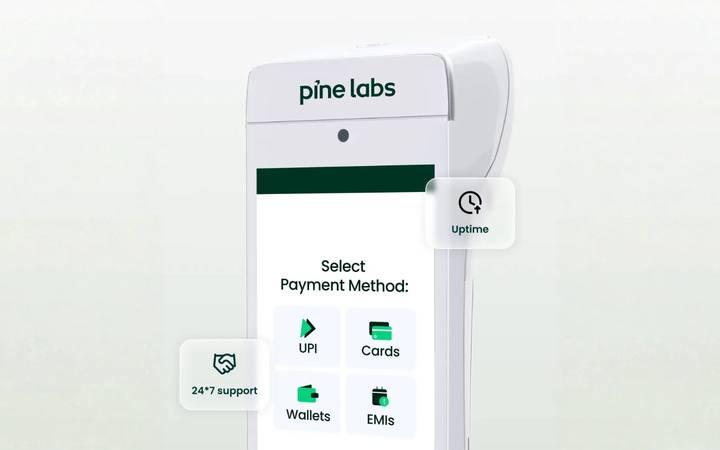 pine labs
Uptime
Select
Payment Method:
UPI
Cards
24*7 support
Wallets
EMIs